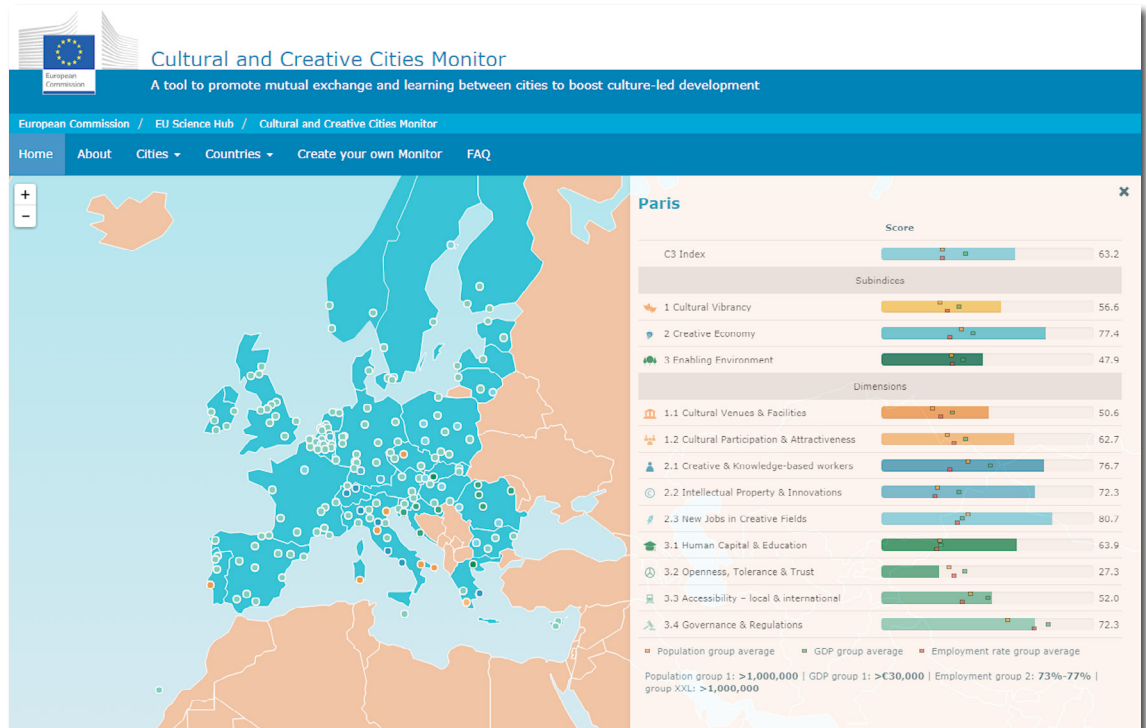 European
Commission
Cultural and Creative Cities Monitor
A tool to promote mutual exchange and learning between cities to boost culture-led development
European Commission / EU Science Hub / Cultural and Creative Cities Monitor
Home About Cities Countries Create your own Monitor FAQ
+
−
Paris
Score
C3 Index 63.2
Subindices
1 Cultural Vibrancy 56.6
2 Creative Economy 77.4
3 Enabling Environment 47.9
Dimensions
1.1 Cultural Venues & Facilities 50.6
1.2 Cultural Participation & Attractiveness 62.7
2.1 Creative & Knowledge-based workers 76.7
2.2 Intellectual Property & Innovations 72.3
2.3 New Jobs in Creative Fields 80.7
3.1 Human Capital & Education 63.9
3.2 Openness, Tolerance & Trust 27.3
3.3 Accessibility – local & international 52.0
3.4 Governance & Regulations 72.3
Population group average GDP group average Employment rate group average
Population group 1: >1,000,000 | GDP group 1: >€30,000 | Employment group 2: 73%-77% |
group XXL: >1,000,000